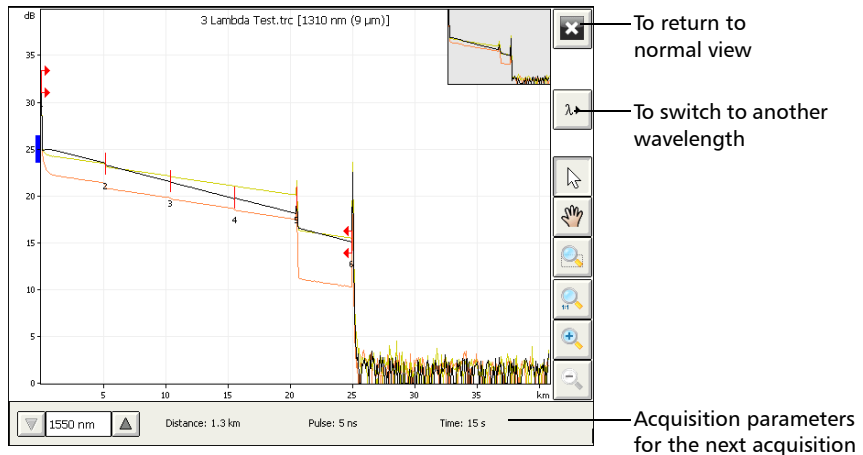 dB
3 Lambda Test.trc [1310 nm (9 µm)]
35
30
25
20
15
10
5
0
2
3
4
5
6
5
10
15
20
25
30
35
km
λ
1:1
1550 nm
Distance: 1.3 km
Pulse: 5 ns
Time: 15 s
To return to
normal view
To switch to another
wavelength
Acquisition parameters
for the next acquisition